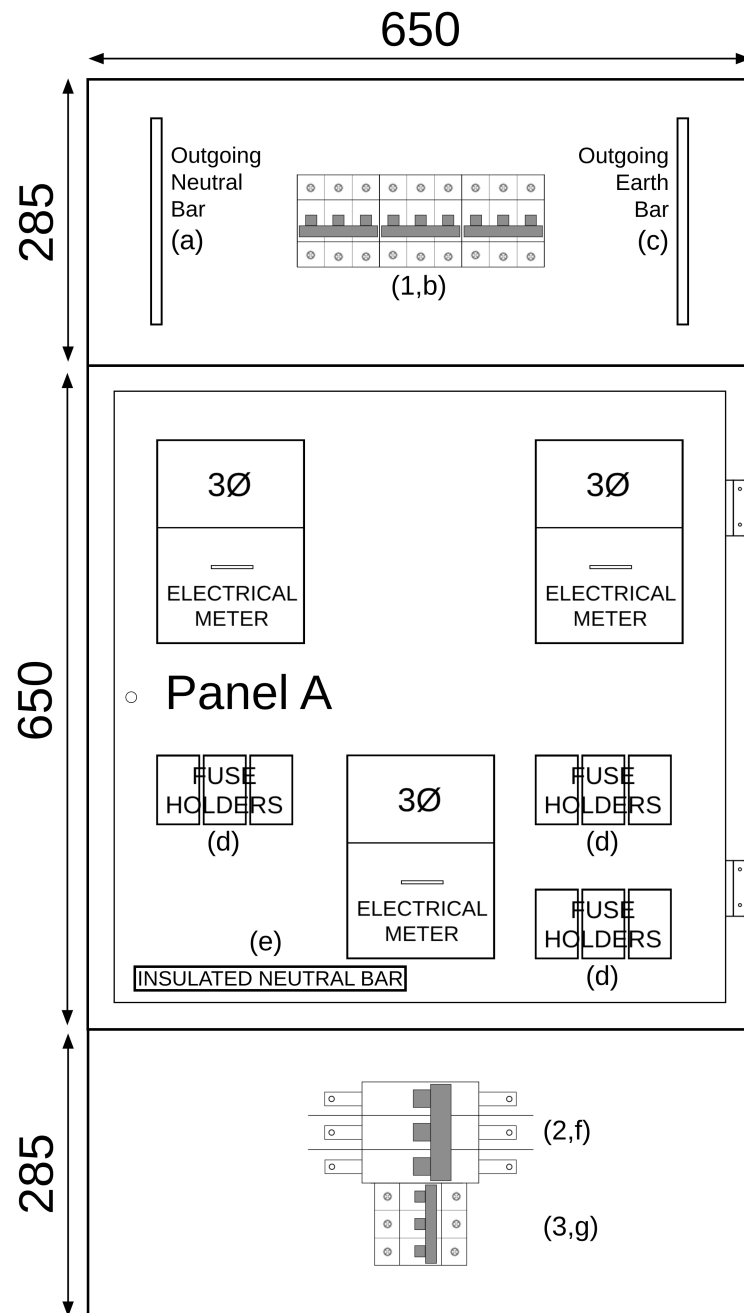 650
285
Outgoing
Neutral
Bar
(a)
(1,b)
Outgoing
Earth
Bar
(c)
650
3Ø
ELECTRICAL
METER
3Ø
ELECTRICAL
METER
Panel A
FUSE
HOLDERS
(d)
3Ø
ELECTRICAL
METER
FUSE
HOLDERS
(d)
FUSE
HOLDERS
(d)
(e)
INSULATED NEUTRAL BAR
285
(2,f)
(3,g)